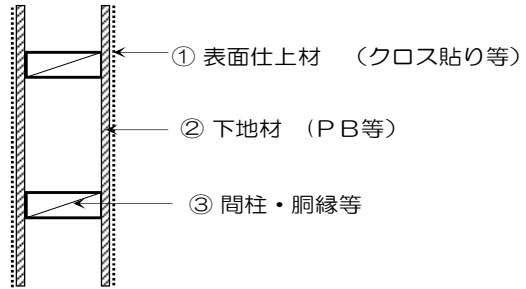 ① 表面仕上材　（クロス貼り等）
② 下地材　（ＰＢ等）
③ 間柱・胴縁等